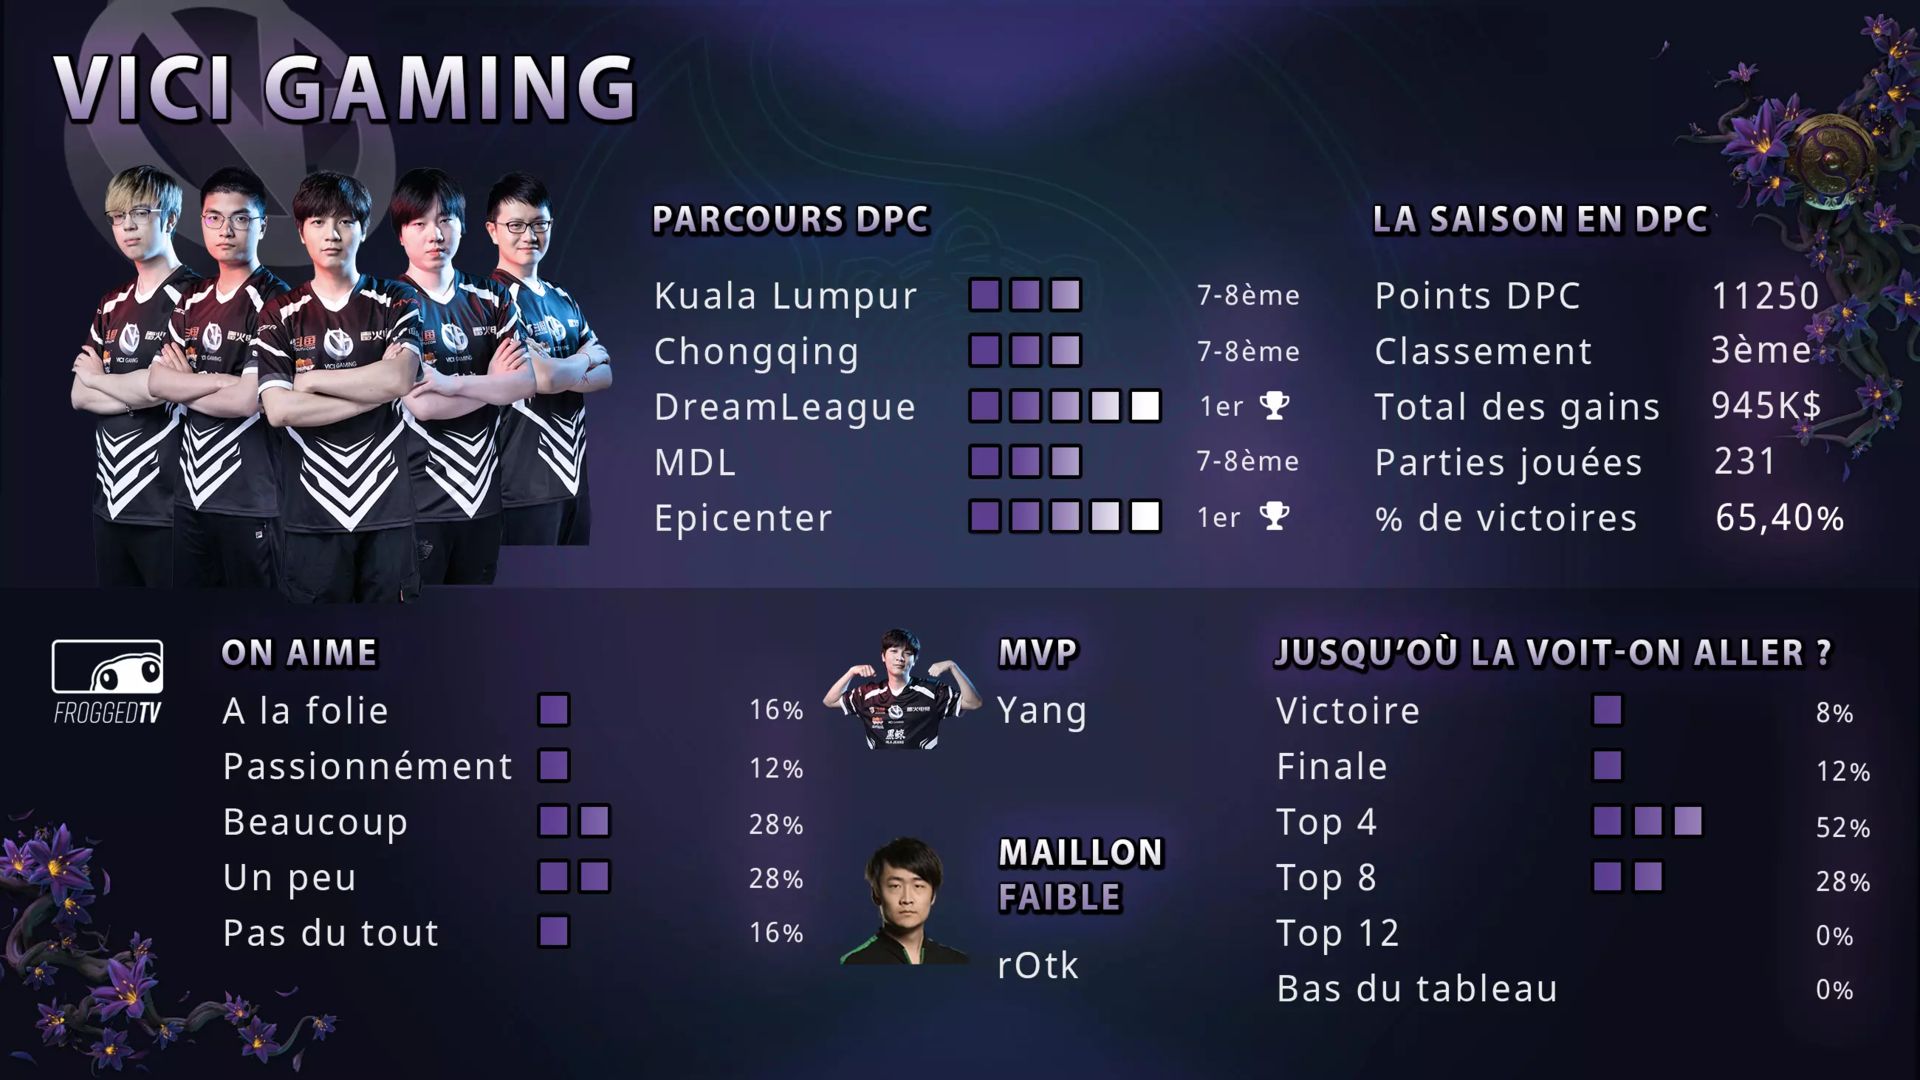 VICI GAMING
PARCOURS DPC
Kuala Lumpur 7-8ème
Chongqing 7-8ème
DreamLeague 1er
MDL 7-8ème
Epicenter 1er
LA SAISON EN DPC
Points DPC 11250
Classement 3ème
Total des gains 945K$
Parties jouées 231
% de victoires 65,40%
FROGGEDTV
ON AIME
A la folie 16%
Passionnément 12%
Beaucoup 28%
Un peu 28%
Pas du tout 16%
MVP
Yang
MAILLON
FAIBLE
rOtk
JUSQU'OÙ LA VOIT-ON ALLER ?
Victoire 8%
Finale 12%
Top 4 52%
Top 8 28%
Top 12 0%
Bas du tableau 0%